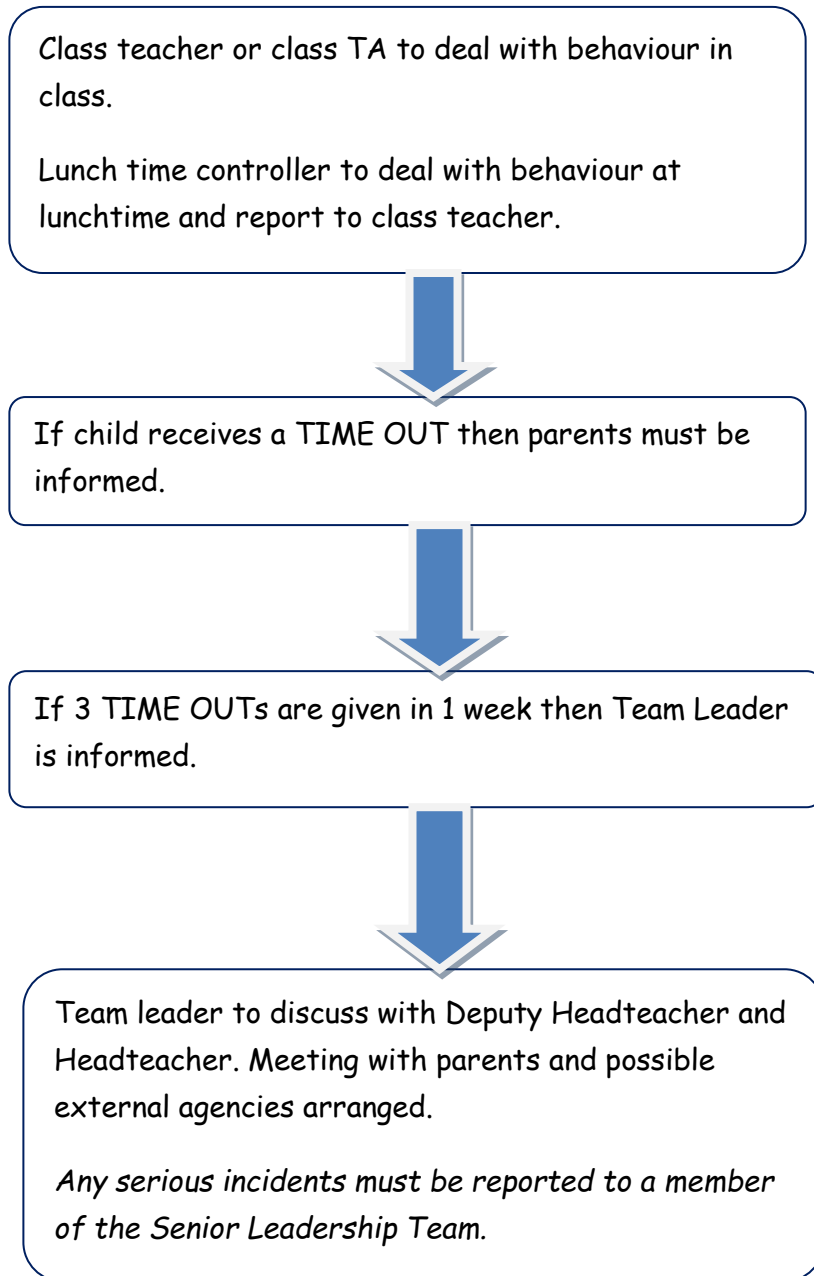 Class teacher or class TA to deal with behaviour in
class.
Lunch time controller to deal with behaviour at
lunchtime and report to class teacher.
If child receives a TIME OUT then parents must be
informed.
If 3 TIME OUTs are given in 1 week then Team Leader
is informed.
Team leader to discuss with Deputy Headteacher and
Headteacher. Meeting with parents and possible
external agencies arranged.
Any serious incidents must be reported to a member
of the Senior Leadership Team.